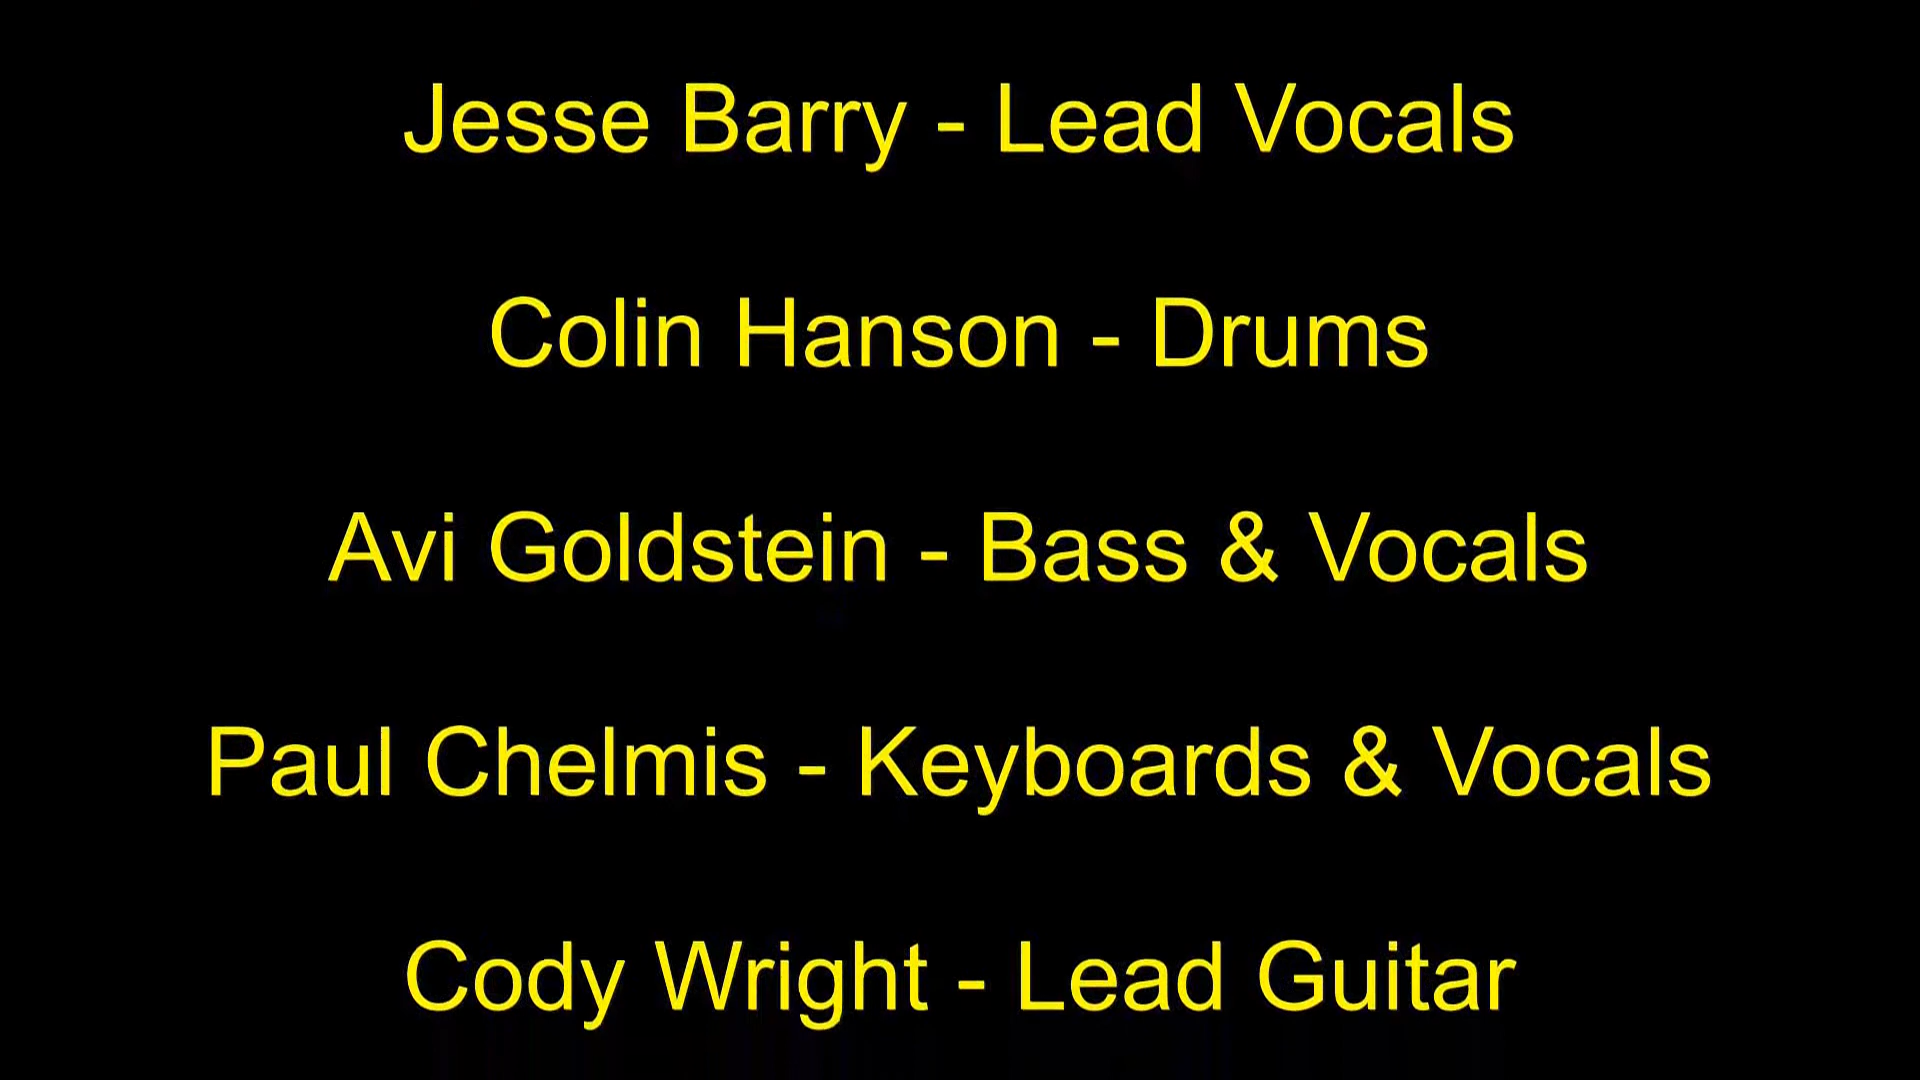 Jesse Barry - Lead Vocals
Colin Hanson - Drums
Avi Goldstein - Bass & Vocals
Paul Chelmis - Keyboards & Vocals
Cody Wright - Lead Guitar